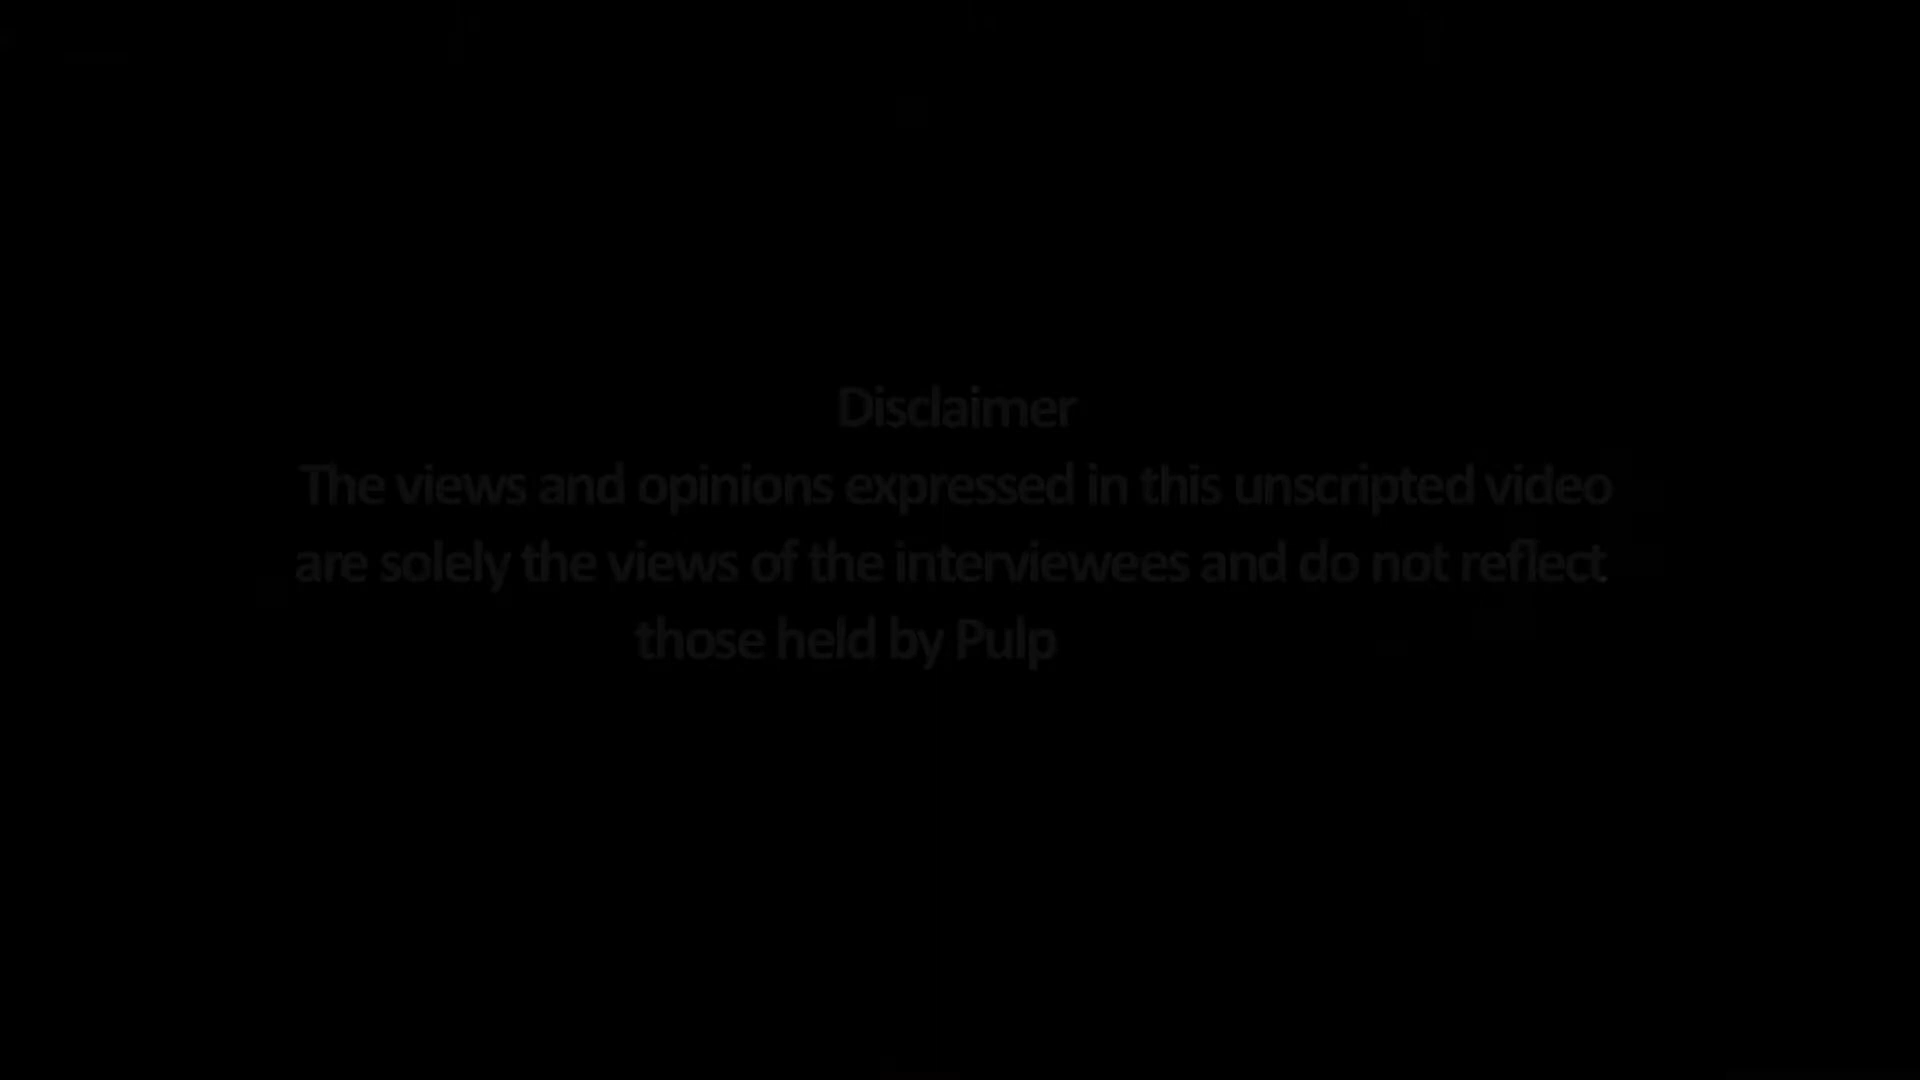 Disclaimer
The views and opinions expressed in this unscripted video
are solely the views of the interviewees and do not reflect
those held by Pulp